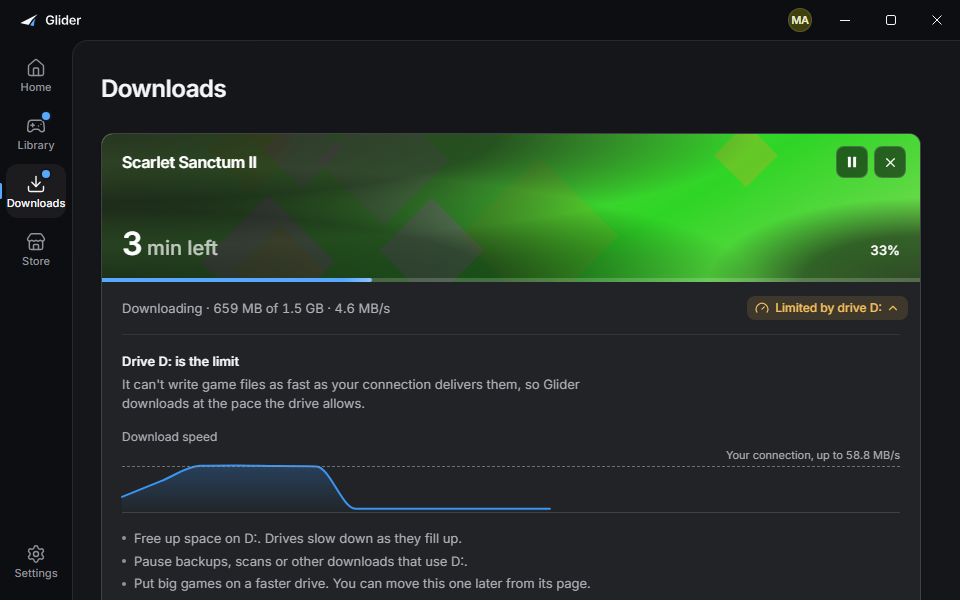 Glider
MA
Home
Library
Downloads
Store
Settings
Downloads
Scarlet Sanctum II
3 min left
33%
Downloading · 659 MB of 1.5 GB · 4.6 MB/s
Limited by drive D:
Drive D: is the limit
It can't write game files as fast as your connection delivers them, so Glider
downloads at the pace the drive allows.
Download speed
Your connection, up to 58.8 MB/s
• Free up space on D:. Drives slow down as they fill up.
• Pause backups, scans or other downloads that use D:.
• Put big games on a faster drive. You can move this one later from its page.